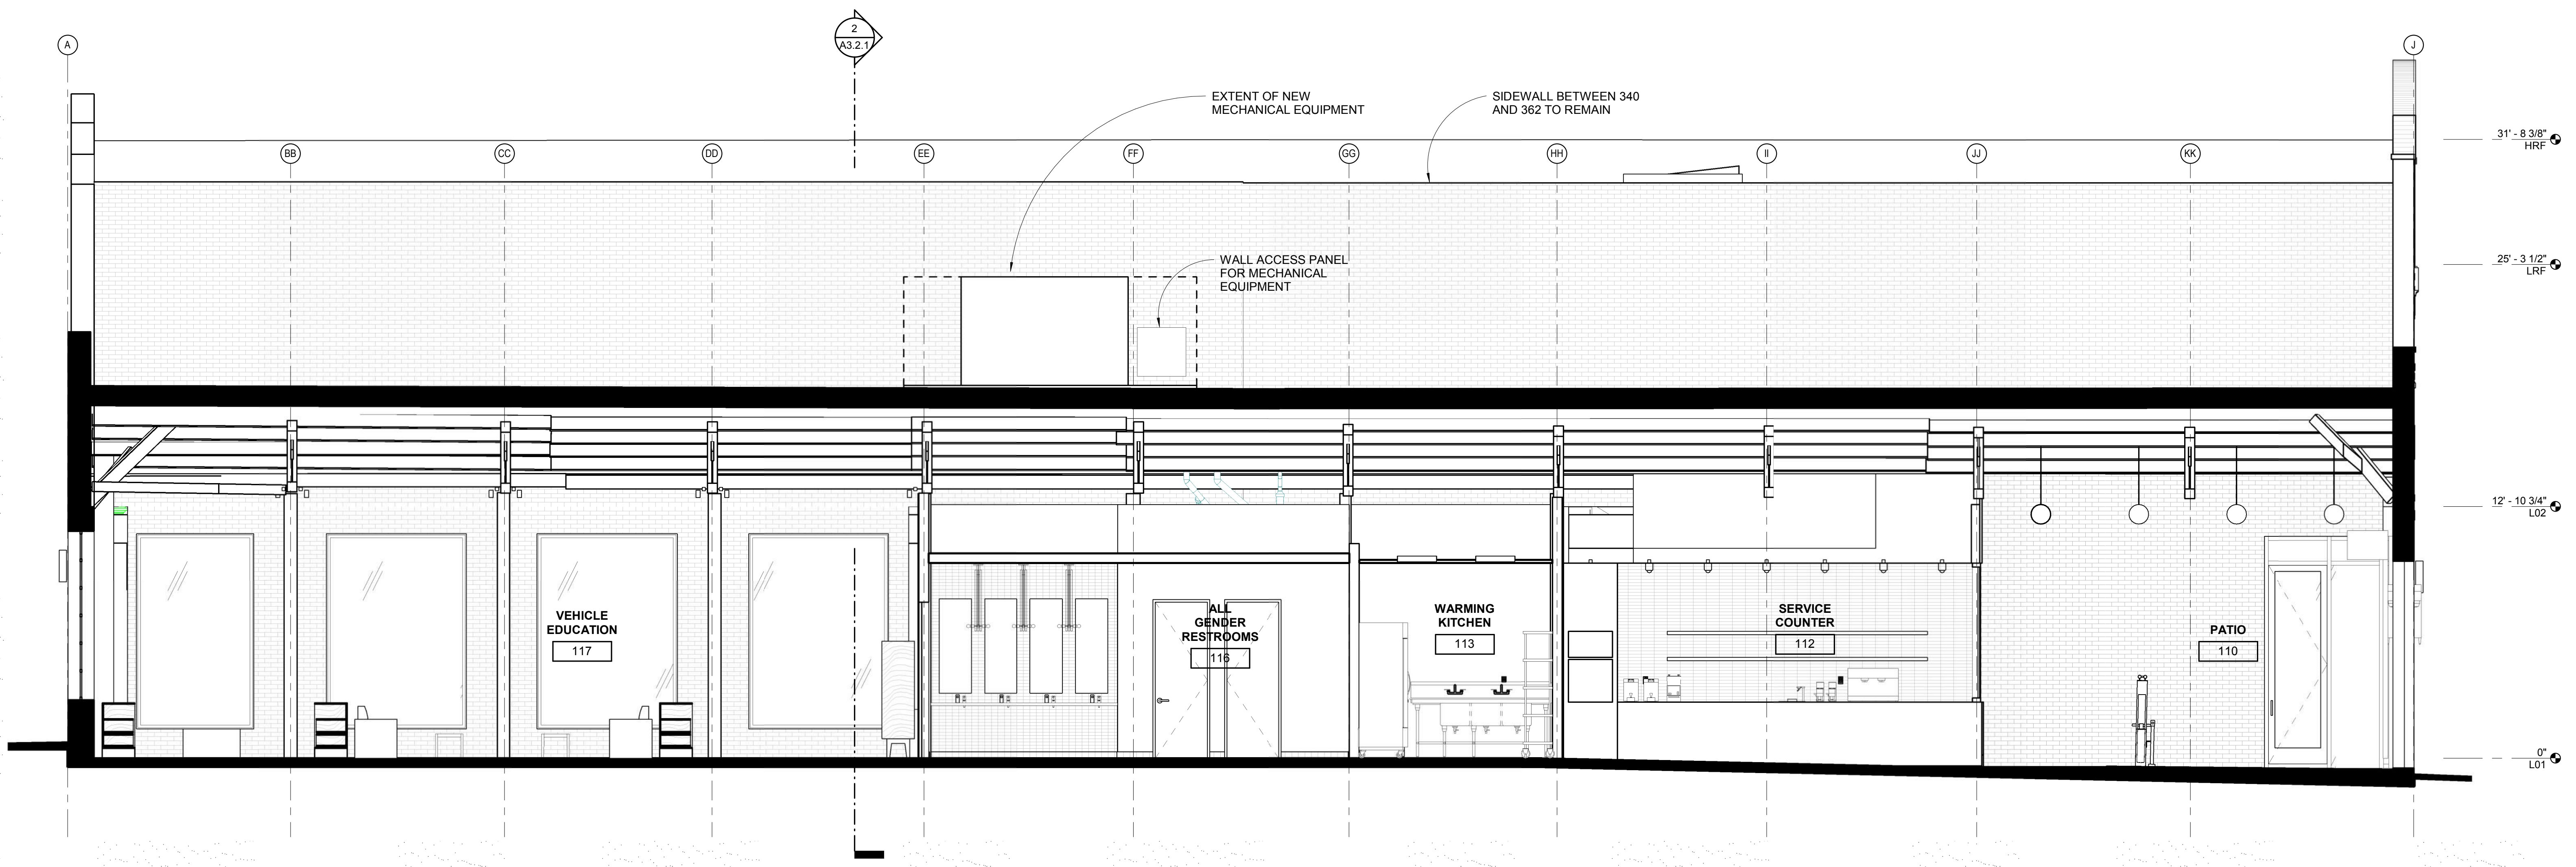 A
2
A3.2.1
J
EXTENT OF NEW
MECHANICAL EQUIPMENT
SIDEWALL BETWEEN 340
AND 362 TO REMAIN
31' - 8 3/8"
HRF
BB
CC
DD
EE
FF
GG
HH
II
JJ
KK
WALL ACCESS PANEL
FOR MECHANICAL
EQUIPMENT
25' - 3 1/2"
LRF
12' - 10 3/4"
L02
VEHICLE
EDUCATION
117
ALL
GENDER
RESTROOMS
116
WARMING
KITCHEN
113
SERVICE
COUNTER
112
PATIO
110
0"
L01